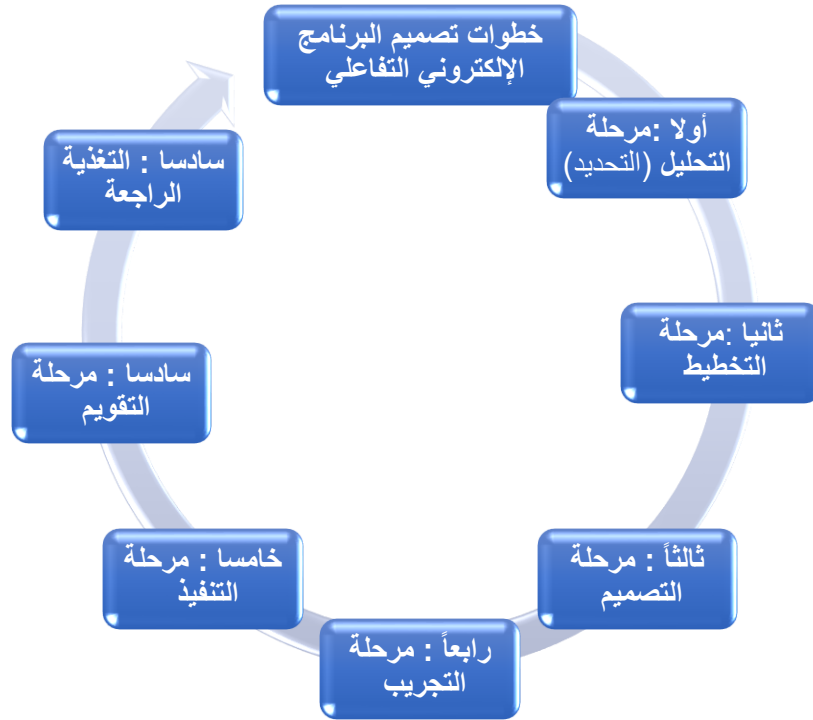 خطوات تصميم البرنامج
الإلكتروني التفاعلي
أولا :مرحلة
التحليل (التحديد)
ثانيا :مرحلة
التخطيط
ثالثاً : مرحلة
التصميم
رابعاً : مرحلة
التجريب
خامسا : مرحلة
التنفيذ
سادسا : مرحلة
التقويم
سادسا : التغذية
الراجعة